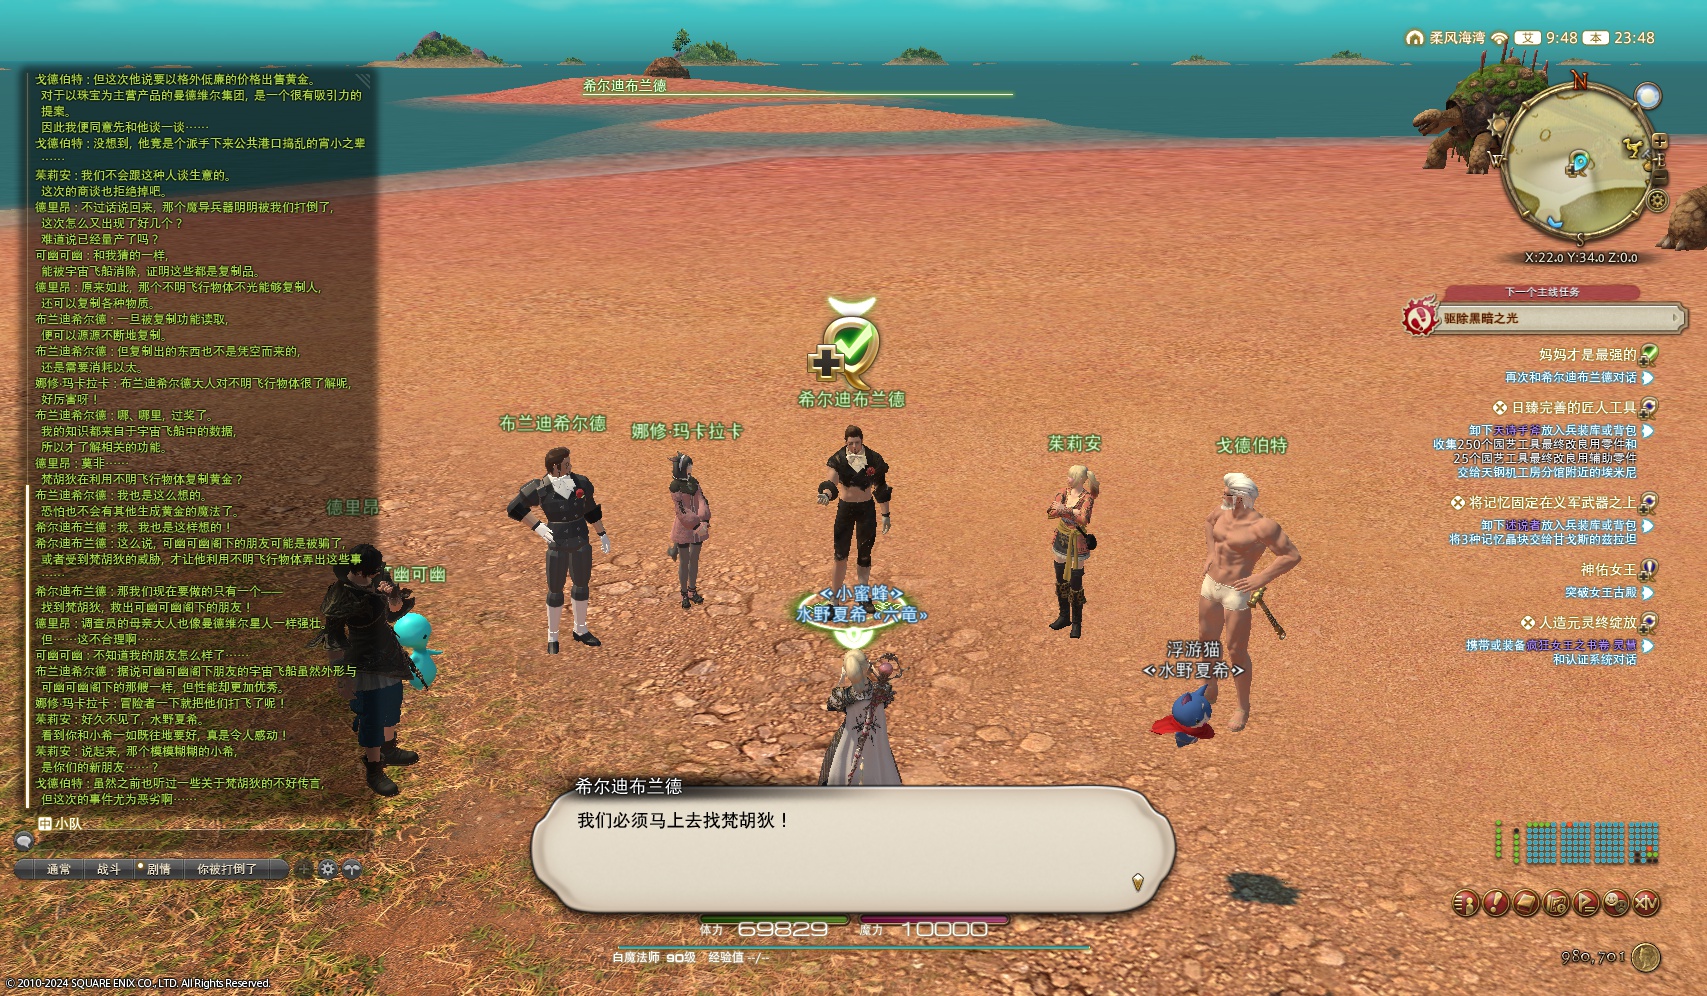 柔风海湾 艾 9:48 本 23:48
希尔迪布兰德
戈德伯特：但这次他说要以格外低廉的价格出售黄金。
对于以珠宝为主营产品的曼德维尔集团，是一个很有吸引力的
提案。
因此我便同意先和他谈一谈……
戈德伯特：没想到，他竟是个派手下来公共港口捣乱的宵小之辈
……
茱莉安：我们不会跟这种人谈生意的。
这次的商谈也拒绝掉吧。
德里昂：不过话说回来，那个魔导兵器明明被我们打倒了，
这次怎么又出现了好几个？
难道说已经量产了吗？
可幽可幽：和我猜的一样，
能被宇宙飞船消除，证明这些都是复制品。
德里昂：原来如此，那个不明飞行物体不光能够复制人，
还可以复制各种物质。
布兰迪希尔德：一旦被复制功能读取，
便可以源源不断地复制。
布兰迪希尔德：但复制出的东西也不是凭空而来的，
还是需要消耗以太。
娜修·玛卡拉卡：布兰迪希尔德大人对不明飞行物体很了解呢，
好厉害呀！
布兰迪希尔德：哪、哪里，过奖了。
我的知识都来自于宇宙飞船中的数据，
所以才了解相关的功能。
德里昂：莫非……
梵胡狄在利用不明飞行物体复制黄金？
布兰迪希尔德：我也是这么想的。
恐怕也不会有其他生成黄金的魔法了。
希尔迪布兰德：我、我也是这样想的！
希尔迪布兰德：这么说，可幽可幽阁下的朋友可能是被骗了，
或者受到梵胡狄的威胁，才让他利用不明飞行物体弄出这些事
……
希尔迪布兰德：那我们现在要做的只有一个——
找到梵胡狄，救出可幽可幽阁下的朋友！
德里昂：调查员的母亲大人也像曼德维尔星人一样强壮。
但……这不合理啊……
可幽可幽：不知道我的朋友怎么样了……
布兰迪希尔德：据说可幽可幽阁下的朋友的宇宙飞船虽然外形与
可幽可幽阁下的那艘一样，但性能却更加优秀。
娜修·玛卡拉卡：冒险者一下就把他们打飞了呢！
茱莉安：好久不见了，水野夏希。
看到你和小希一如既往地要好，真是令人感动！
茱莉安：说起来，那个模模糊糊的小希，
是你们的新朋友……？
戈德伯特：虽然之前也听过一些关于梵胡狄的不好传言，
但这次的事件尤为恶劣啊……
小队
通常 战斗 剧情 你被打倒了
N
W
E
S
X:22.0 Y:34.0 Z:0.0
下一个主线任务
驱除黑暗之光
妈妈才是最强的
再次和希尔迪布兰德对话
日臻完善的匠人工具
放入兵装库或背包
收集250个园艺工具最终改良用零件和
25个园艺工具最终改良用辅助零件
交给天钢机工房分馆附近的埃米尼
将记忆固定在义军武器之上
卸下述说者放入兵装库或背包
将3种记忆晶块交给甘戈斯的兹拉坦
神佑女王
突破女王古殿
人造元灵终绽放
携带或装备疯狂女王之书卷·灵慧
和认证系统对话
希尔迪布兰德
布兰迪希尔德
娜修·玛卡拉卡
茱莉安
戈德伯特
德里昂
幽可幽
小蜜蜂
水野夏希 «六竜»
浮游猫
水野夏希
希尔迪布兰德
我们必须马上去找梵胡狄！
体力 69829 魔力 10000
白魔法师 90级 经验值 --/--
XIV
980,701
© 2010-2024 SQUARE ENIX CO., LTD. All Rights Reserved.